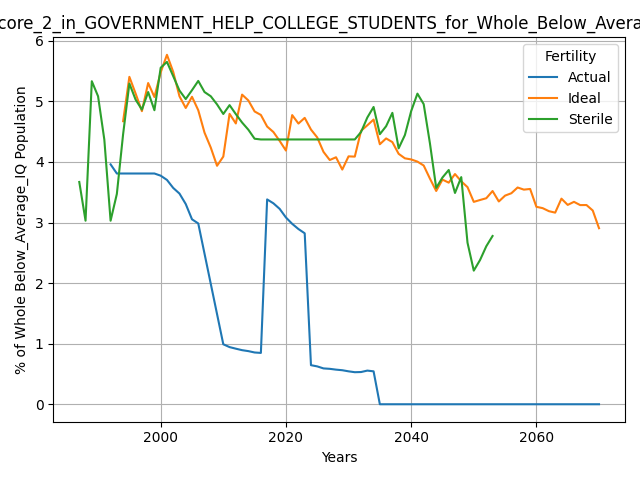 core_2_in_GOVERNMENT_HELP_COLLEGE_STUDENTS_for_Whole_Below_Avera
6
5
4
3
2
1
0
% of Whole Below_Average_IQ Population
Fertility
Actual
Ideal
Sterile
2000 2020 2040 2060
Years